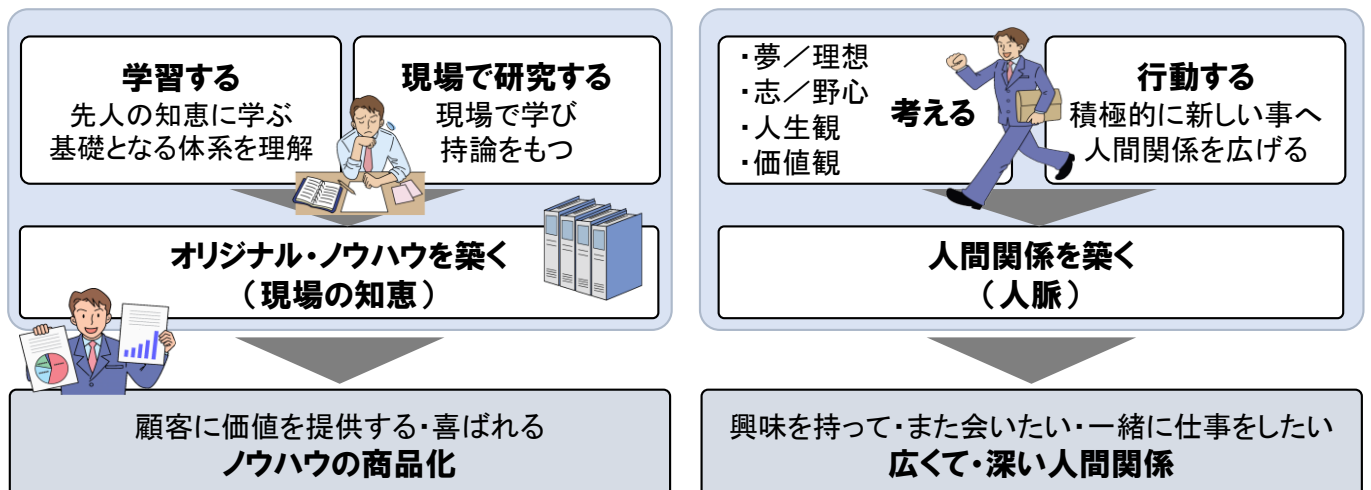 学習する
先人の知恵に学ぶ
基礎となる体系を理解
現場で研究する
現場で学び
持論をもつ
オリジナル・ノウハウを築く
（現場の知恵）
顧客に価値を提供する・喜ばれる
ノウハウの商品化
・夢／理想
・志／野心
・人生観
・価値観
考える
行動する
積極的に新しい事へ
人間関係を広げる
人間関係を築く
（人脈）
興味を持って・また会いたい・一緒に仕事をしたい
広くて・深い人間関係